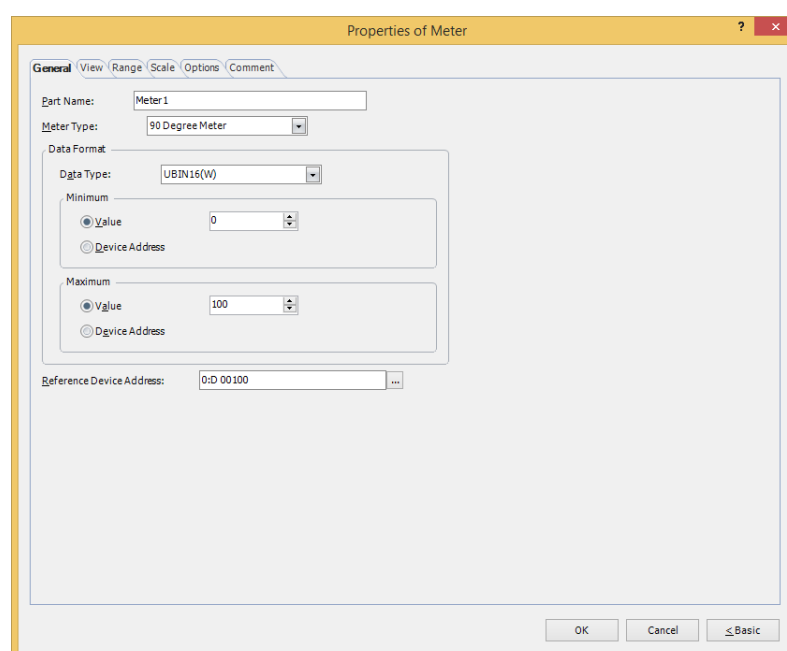 Properties of Meter
? ×
General View Range Scale Options Comment
Part Name: Meter1
Meter Type: 90 Degree Meter
Data Format
Data Type: UBIN16(W)
Minimum
Value 0
Device Address
Maximum
Value 100
Device Address
Reference Device Address: 0:D 00100 ...
OK Cancel < Basic